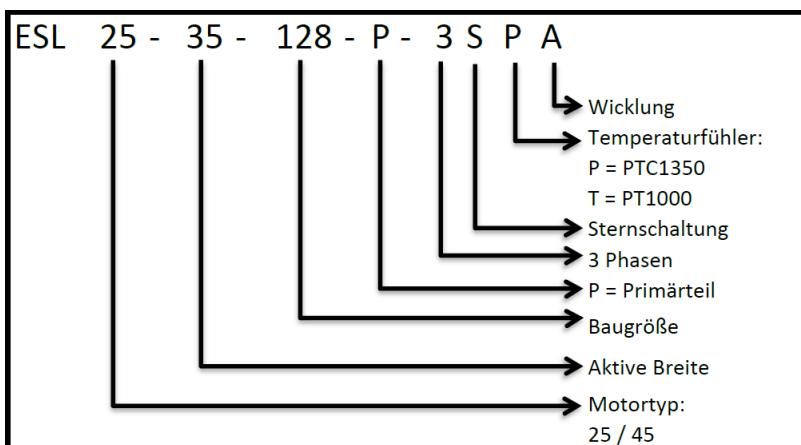 ESL 25 - 35 - 128 - P - 3 S P A
Wicklung
Temperaturfühler:
P = PTC1350
T = PT1000
Sternschaltung
3 Phasen
P = Primärteil
Baugröße
Aktive Breite
Motortyp:
25 / 45